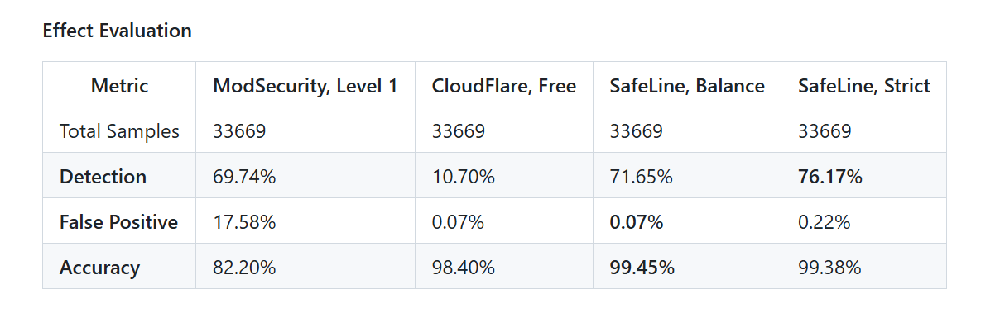 Effect Evaluation
Metric ModSecurity, Level 1 CloudFlare, Free SafeLine, Balance SafeLine, Strict
Total Samples 33669 33669 33669 33669
Detection 69.74% 10.70% 71.65% 76.17%
False Positive 17.58% 0.07% 0.07% 0.22%
Accuracy 82.20% 98.40% 99.45% 99.38%